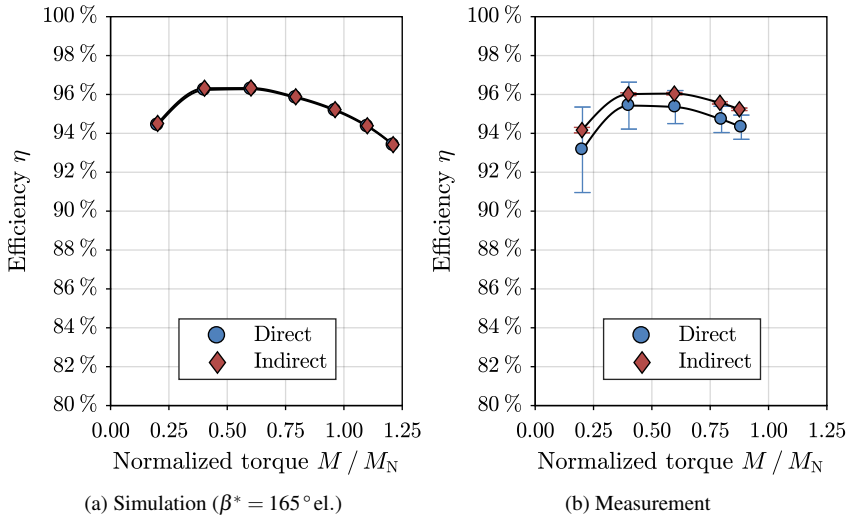 100 %
98 %
96 %
94 %
92 %
90 %
88 %
86 %
84 %
82 %
80 %
Efficiency η
Direct
Indirect
0.00 0.25 0.50 0.75 1.00 1.25
Normalized torque M / M_N
(a) Simulation (β* = 165° el.)
100 %
98 %
96 %
94 %
92 %
90 %
88 %
86 %
84 %
82 %
80 %
Efficiency η
Direct
Indirect
0.00 0.25 0.50 0.75 1.00 1.25
Normalized torque M / M_N
(b) Measurement